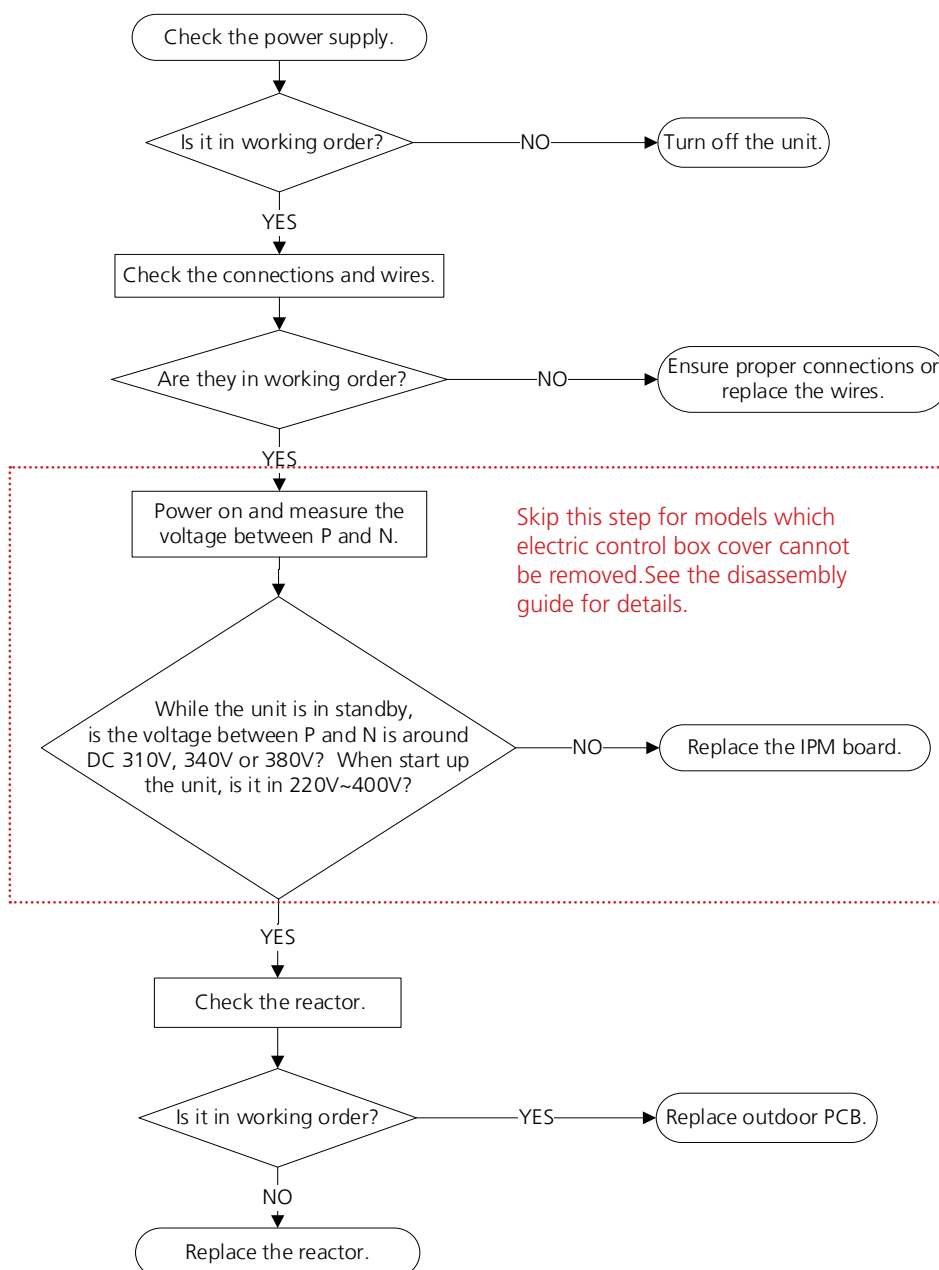 Check the power supply.
Is it in working order?
NO
Turn off the unit.
YES
Check the connections and wires.
Are they in working order?
NO
Ensure proper connections or
replace the wires.
YES
Power on and measure the
voltage between P and N.
Skip this step for models which
electric control box cover cannot
be removed.See the disassembly
guide for details.
While the unit is in standby,
is the voltage between P and N is around
DC 310V, 340V or 380V? When start up
the unit, is it in 220V~400V?
NO
Replace the IPM board.
YES
Check the reactor.
Is it in working order?
YES
Replace outdoor PCB.
NO
Replace the reactor.